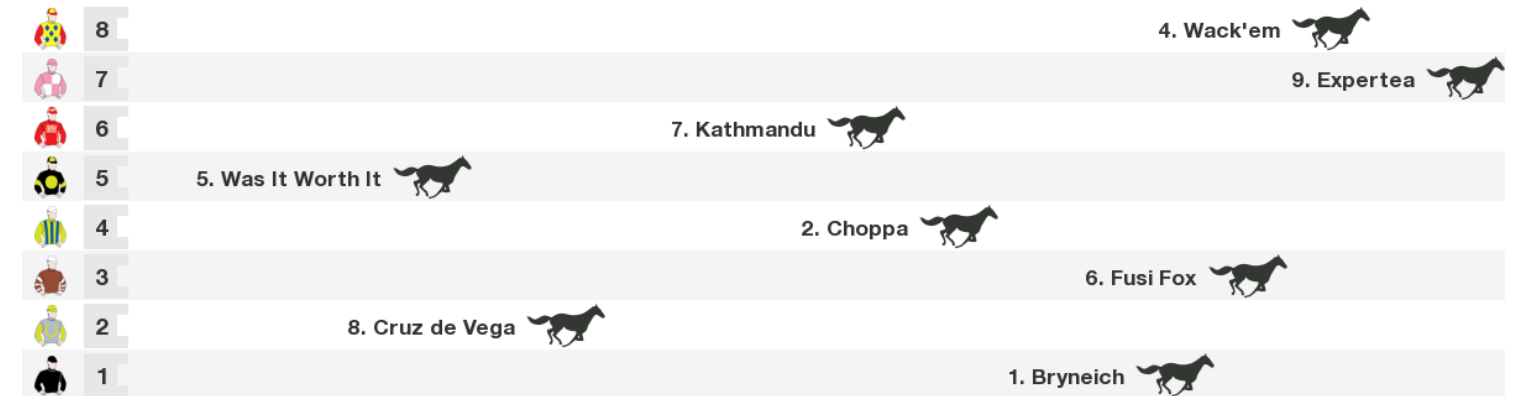 8 4. Wack'em
7 9. Expertea
6 7. Kathmandu
5 5. Was It Worth It
4 2. Choppa
3 6. Fusi Fox
2 8. Cruz de Vega
1 1. Bryneich